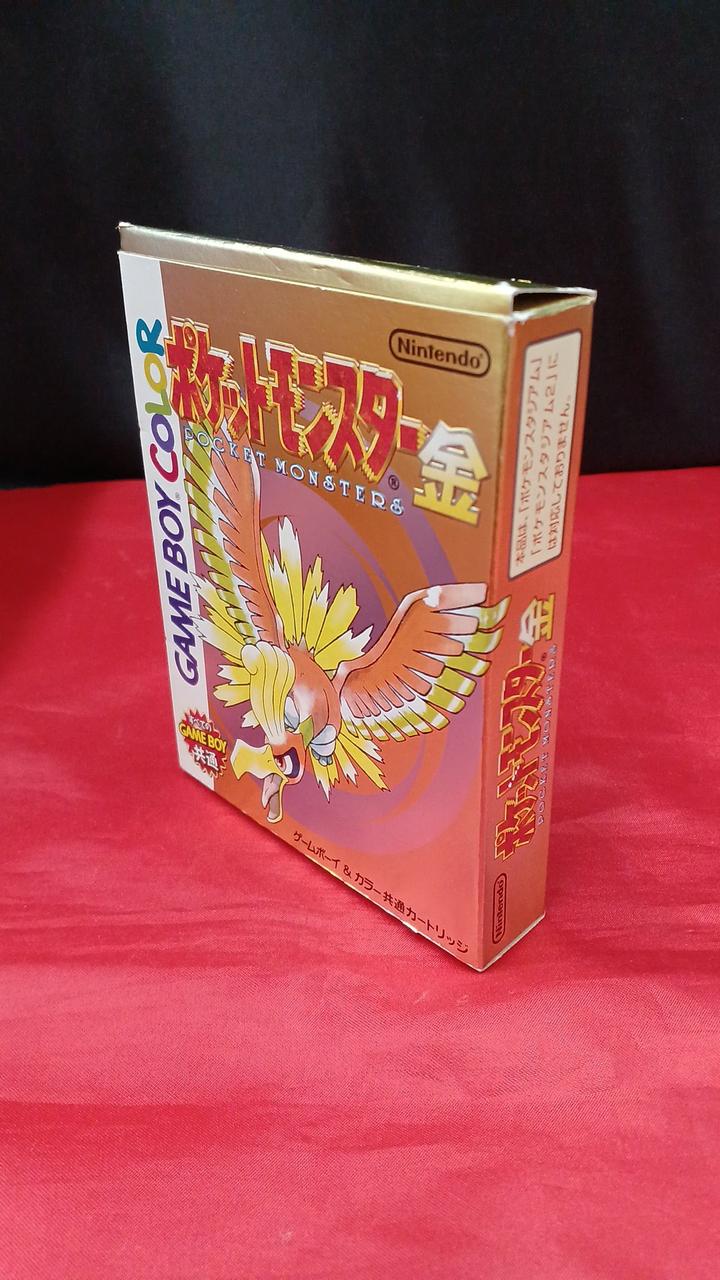 GAME BOY COLOR
Nintendo®
ポケットモンスター®
POCKET MONSTERS
金
すべての
GAME BOY
共通
ゲームボーイ & カラー共通カートリッジ
本品は、「ポケモンスタジアム」
「ポケモンスタジアム2」に
は対応しておりません。
ポケットモンスター金
POCKET MONSTERS
Nintendo